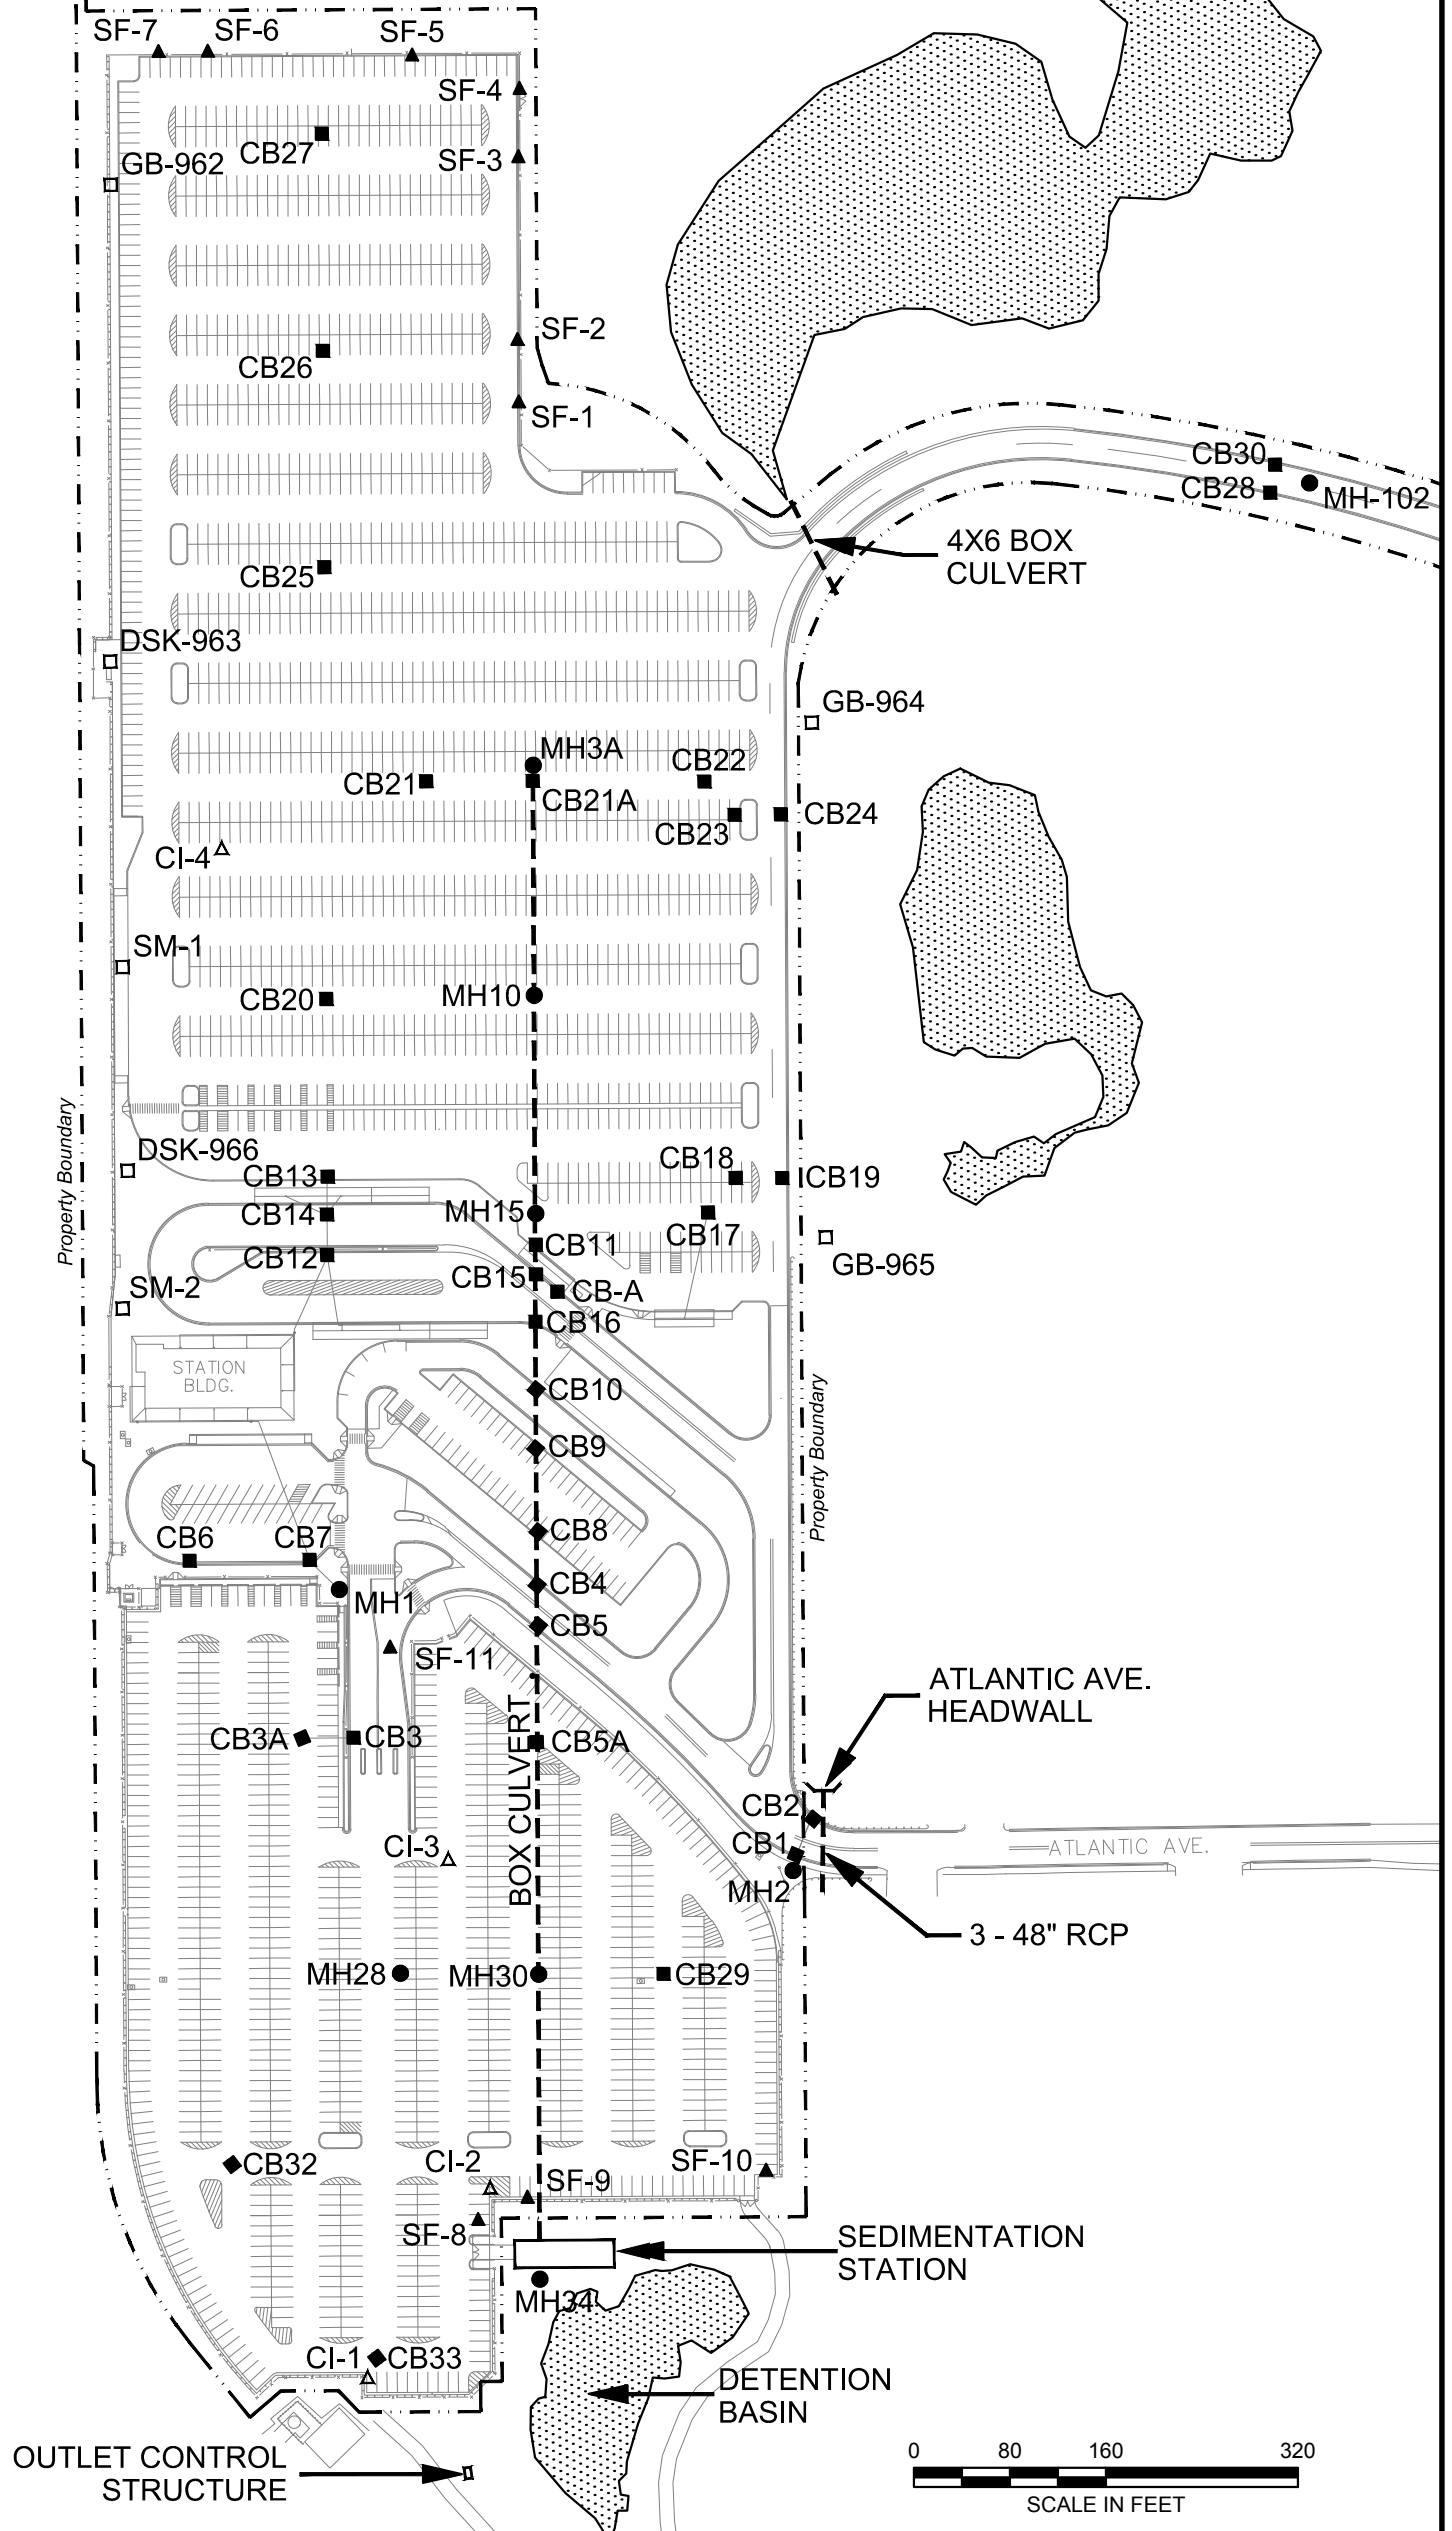 SF-7
SF-6
SF-5
SF-4
CB27
SF-3
GB-962
SF-2
CB26
SF-1
CB30
CB28
MH-102
4X6 BOX
CULVERT
CB25
DSK-963
GB-964
MH3A
CB22
CB21
CB21A
CB23
CB24
CI-4
SM-1
CB20
MH10
Property Boundary
DSK-966
CB13
CB18
CB19
CB14
MH15
CB17
CB12
CB11
GB-965
CB15
CB-A
SM-2
CB16
STATION
BLDG.
CB10
Property Boundary
CB9
CB8
CB6
CB7
CB4
MH1
CB5
SF-11
ATLANTIC AVE.
HEADWALL
BOX CULVERT
CB3A
CB3
CB5A
CB2
CB1
CI-3
ATLANTIC AVE.
MH2
3 - 48" RCP
MH28
MH30
CB29
CB32
CI-2
SF-10
SF-9
SF-8
SEDIMENTATION
STATION
MH34
CI-1
CB33
DETENTION
BASIN
OUTLET CONTROL
STRUCTURE
0 80 160 320
SCALE IN FEET